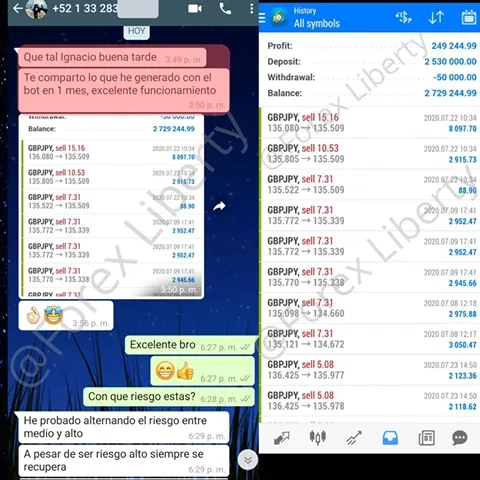 +52 1 33 283
HOY
Que tal Ignacio buena tarde
3:49 p. m.
Te comparto lo que he generado con el
bot en 1 mes, excelente funcionamiento
3:50 p. m.
Withdrawal: -50 000.00
Balance: 2 729 244.99
GBPJPY, sell 15.16 2020.07.22 10:34
136.080 → 135.509 8 097.70
GBPJPY, sell 10.53 2020.07.22 10:34
135.805 → 135.509 2 915.73
GBPJPY, sell 7.31 2020.07.22 10:34
135.522 → 135.509 88.90
GBPJPY, sell 7.31 2020.07.09 17:41
135.772 → 135.339 2 952.47
GBPJPY, sell 7.31 2020.07.09 17:41
135.772 → 135.339 2 952.47
GBPJPY, sell 7.31 2020.07.09 17:41
135.770 → 135.338 2 945.66
GBPJPY, sell 7.31
3:50 p. m.
👌🏻🤩
3:56 p. m.
Excelente bro 6:27 p. m.
😁👍
6:27 p. m.
Con que riesgo estas? 6:28 p. m.
He probado alternando el riesgo entre
medio y alto
6:29 p. m.
A pesar de ser riesgo alto siempre se
recupera
6:29 p. m.
@Forex Liberty
History
All symbols
Profit: 249 244.99
Deposit: 2 530 000.00
Withdrawal: -50 000.00
Balance: 2 729 244.99
GBPJPY, sell 15.16 2020.07.22 10:34
136.080 → 135.509 8 097.70
GBPJPY, sell 10.53 2020.07.22 10:34
135.805 → 135.509 2 915.73
GBPJPY, sell 7.31 2020.07.22 10:34
135.522 → 135.509 88.90
GBPJPY, sell 7.31 2020.07.09 17:41
135.772 → 135.339 2 952.47
GBPJPY, sell 7.31 2020.07.09 17:41
135.772 → 135.339 2 952.47
GBPJPY, sell 7.31 2020.07.09 17:41
135.770 → 135.338 2 945.66
GBPJPY, sell 7.31 2020.07.08 12:18
135.098 → 134.660 2 975.88
GBPJPY, sell 7.31 2020.07.08 12:17
135.121 → 134.672 3 050.47
GBPJPY, sell 5.08 2020.07.23 14:50
136.425 → 135.977 2 123.36
GBPJPY, sell 5.08 2020.07.23 14:50
136.425 → 135.978 2 118.62
@Forex Liberty
@Forex Liberty